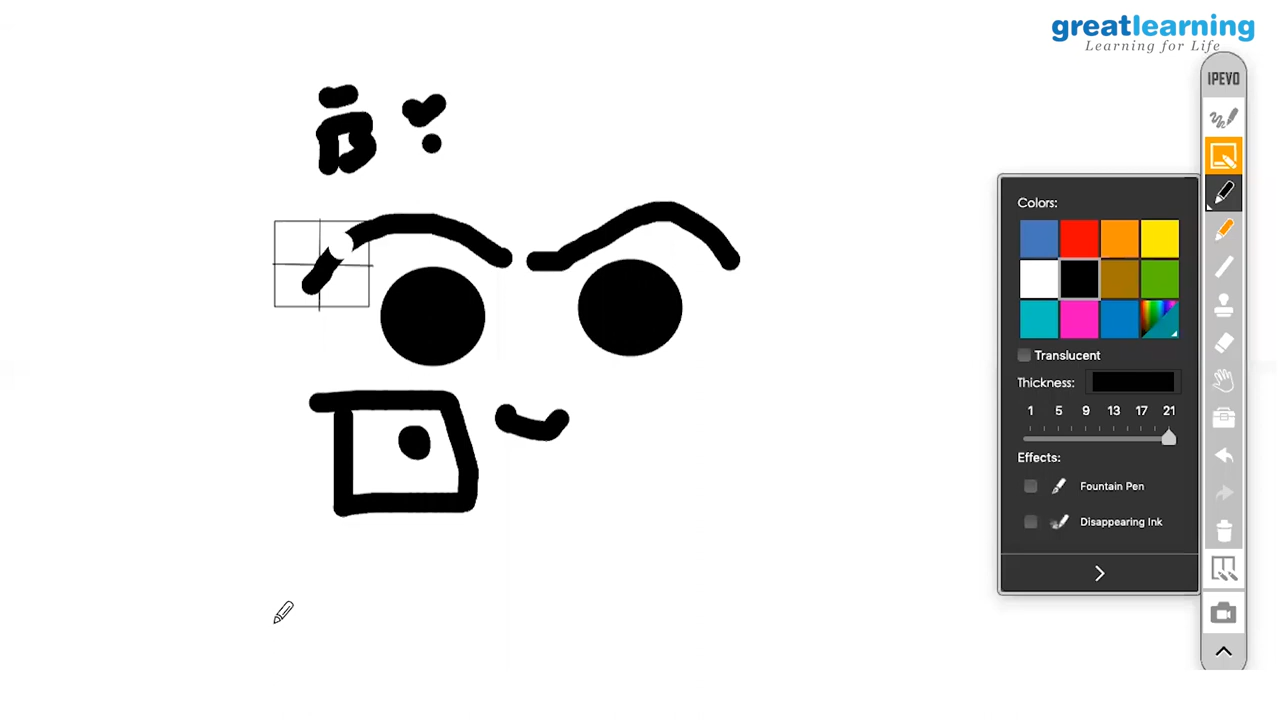 greatlearning
Learning for Life
IPEVO
B
Colors:
Translucent
Thickness:
1 5 9 13 17 21
Effects:
Fountain Pen
Disappearing Ink